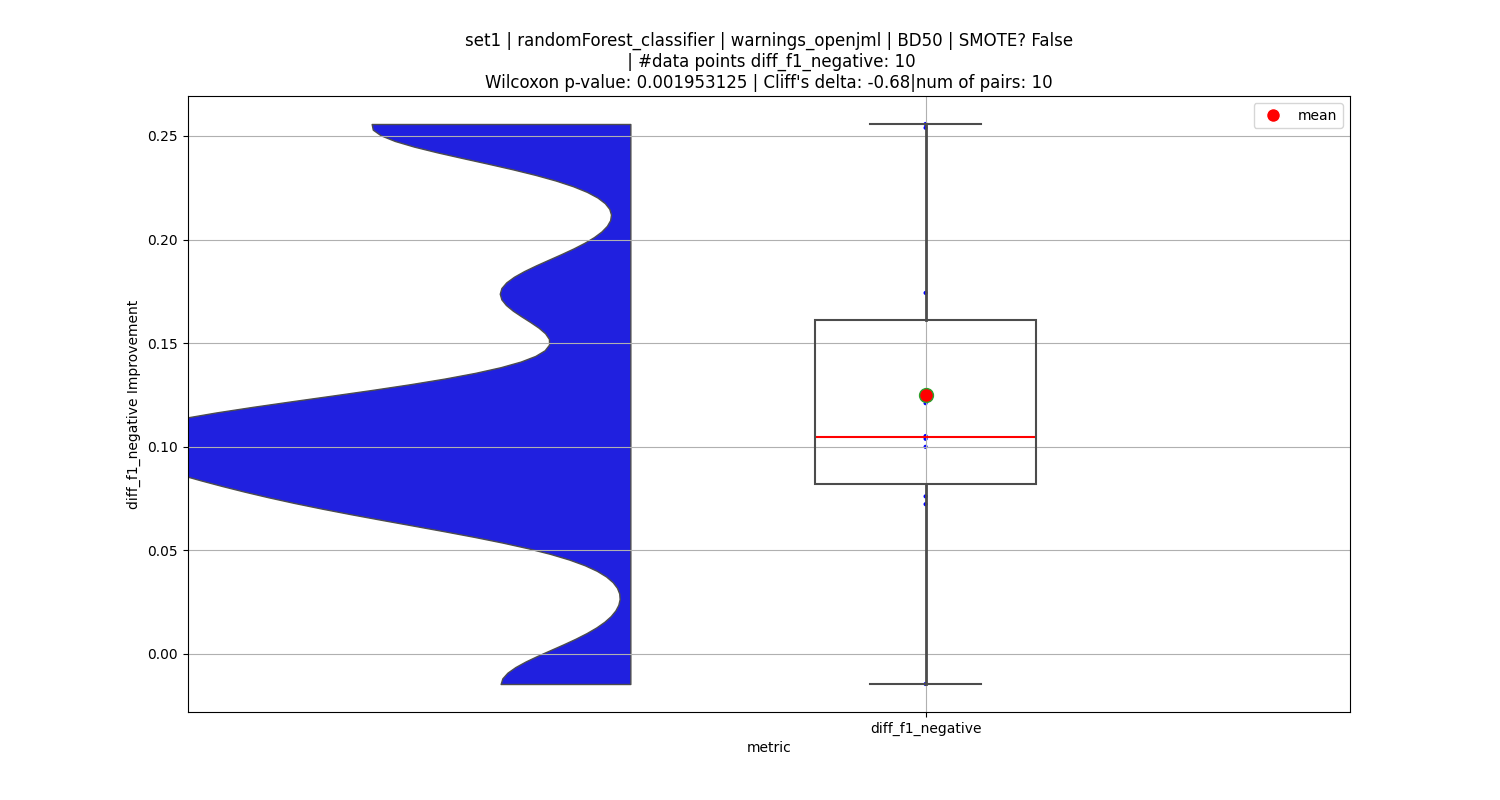 set1 | randomForest_classifier | warnings_openjml | BD50 | SMOTE? False
| #data points diff_f1_negative: 10
Wilcoxon p-value: 0.001953125 | Cliff's delta: -0.68|num of pairs: 10
mean
0.25
0.20
0.15
0.10
0.05
0.00
diff_f1_negative Improvement
diff_f1_negative
metric